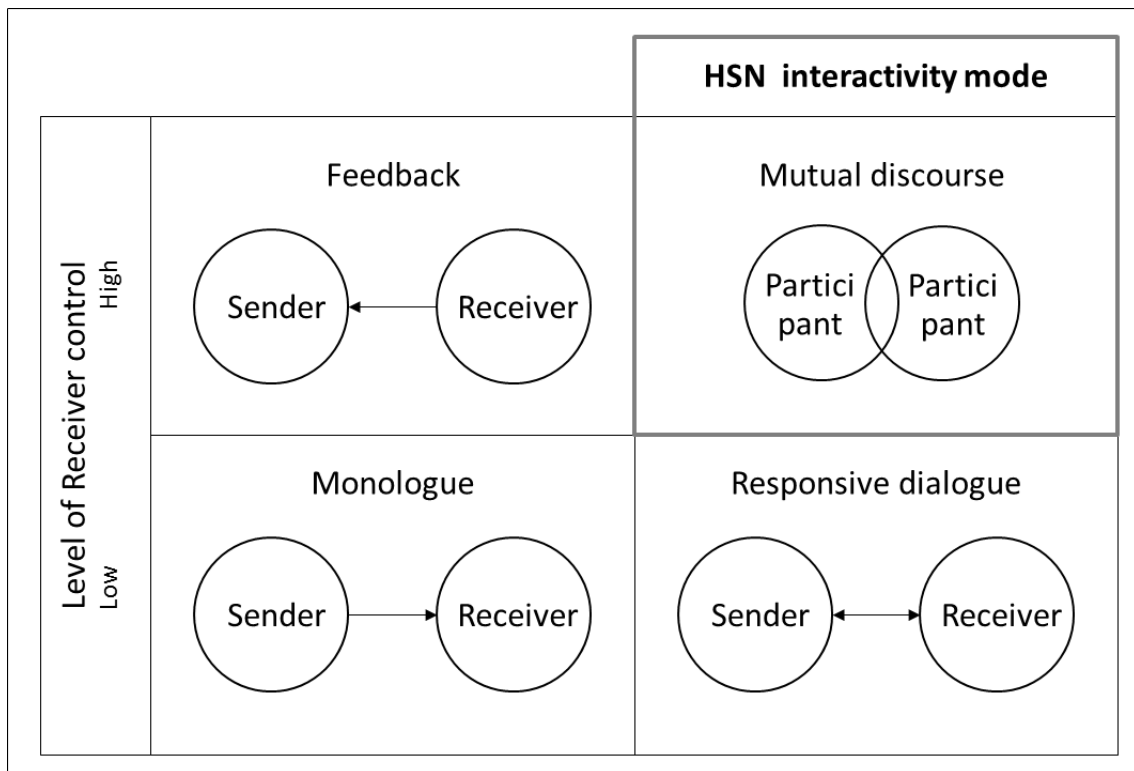 HSN interactivity mode
Level of Receiver control
High
Low
Feedback
Sender
Receiver
Mutual discourse
Partici
pant
Partici
pant
Monologue
Sender
Receiver
Responsive dialogue
Sender
Receiver